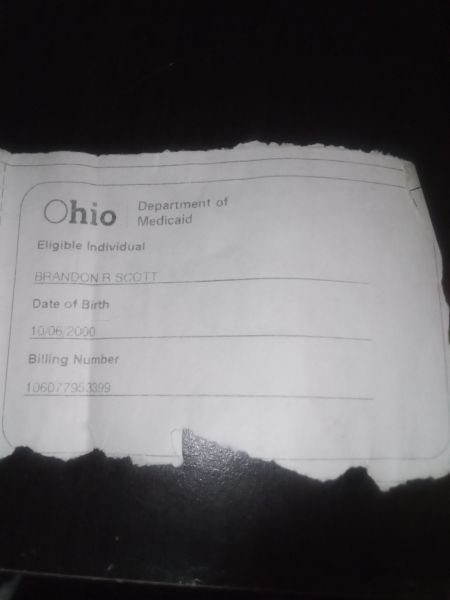 Ohio
Department of
Medicaid
Eligible Individual
BRANDON R SCOTT
Date of Birth
10/06/2000
Billing Number
106077953399